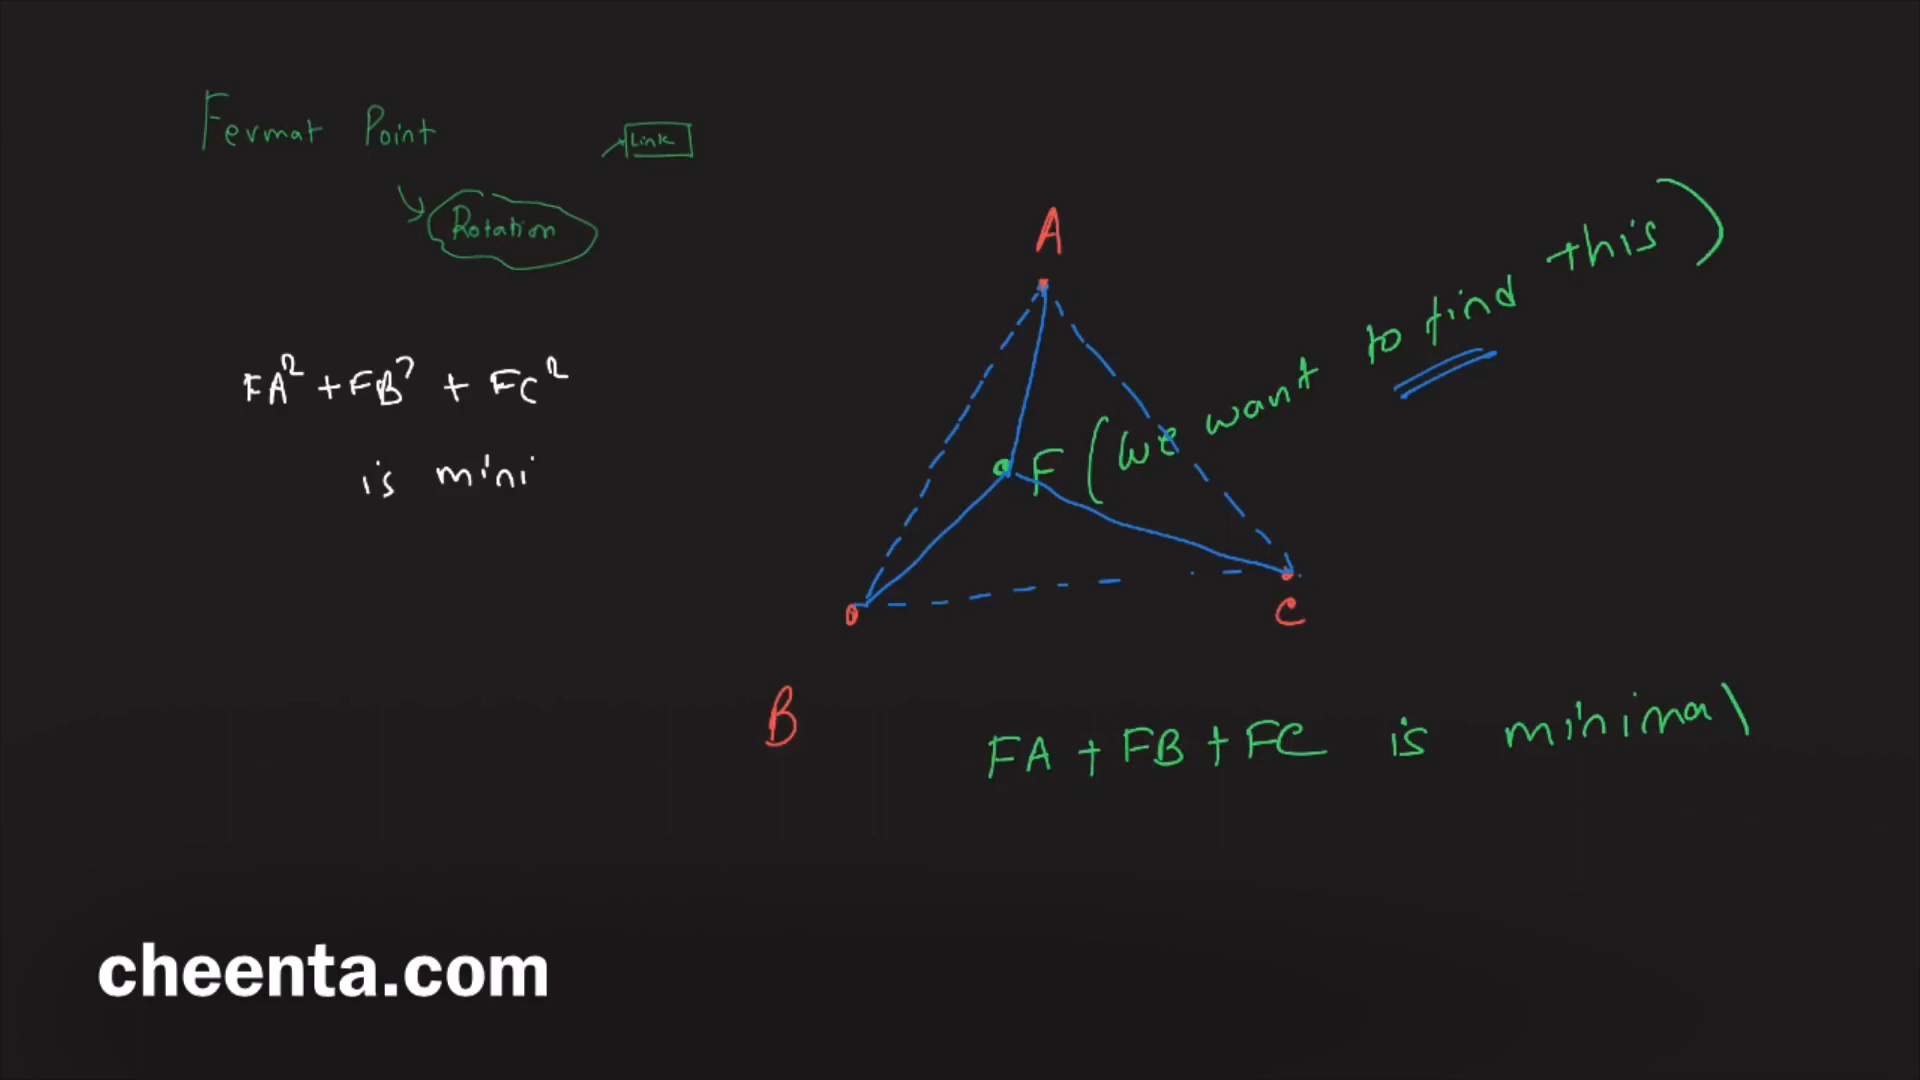 Fermat Point
Link
Rotation
A
F (We want to find this)
FA² + FB² + FC²
is mini
C
B
FA + FB + FC is minimal
cheenta.com